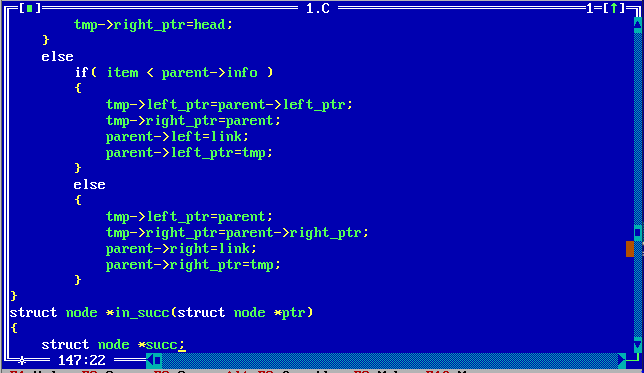 1.C
1=[↑]
tmp->right_ptr=head;
}
else
if( item < parent->info )
{
tmp->left_ptr=parent->left_ptr;
tmp->right_ptr=parent;
parent->left=link;
parent->left_ptr=tmp;
}
else
{
tmp->left_ptr=parent;
tmp->right_ptr=parent->right_ptr;
parent->right=link;
parent->right_ptr=tmp;
}
}
struct node *in_succ(struct node *ptr)
{
struct node *succ;
147:22